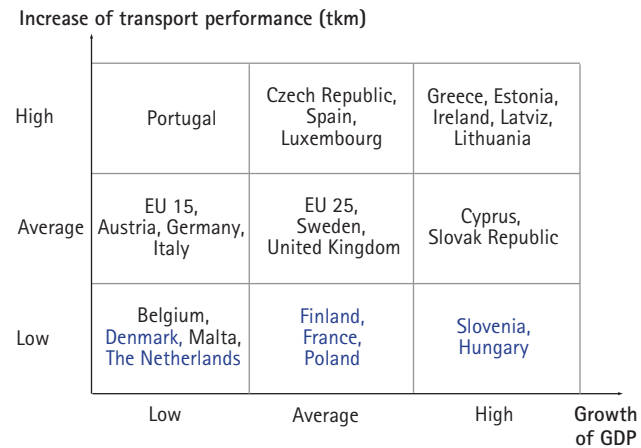 Increase of transport performance (tkm)
High
Portugal
Czech Republic,
Spain,
Luxembourg
Greece, Estonia,
Ireland, Latviz,
Lithuania
Average
EU 15,
Austria, Germany,
Italy
EU 25,
Sweden,
United Kingdom
Cyprus,
Slovak Republic
Low
Belgium,
Denmark, Malta,
The Netherlands
Finland,
France,
Poland
Slovenia,
Hungary
Low
Average
High
Growth
of GDP